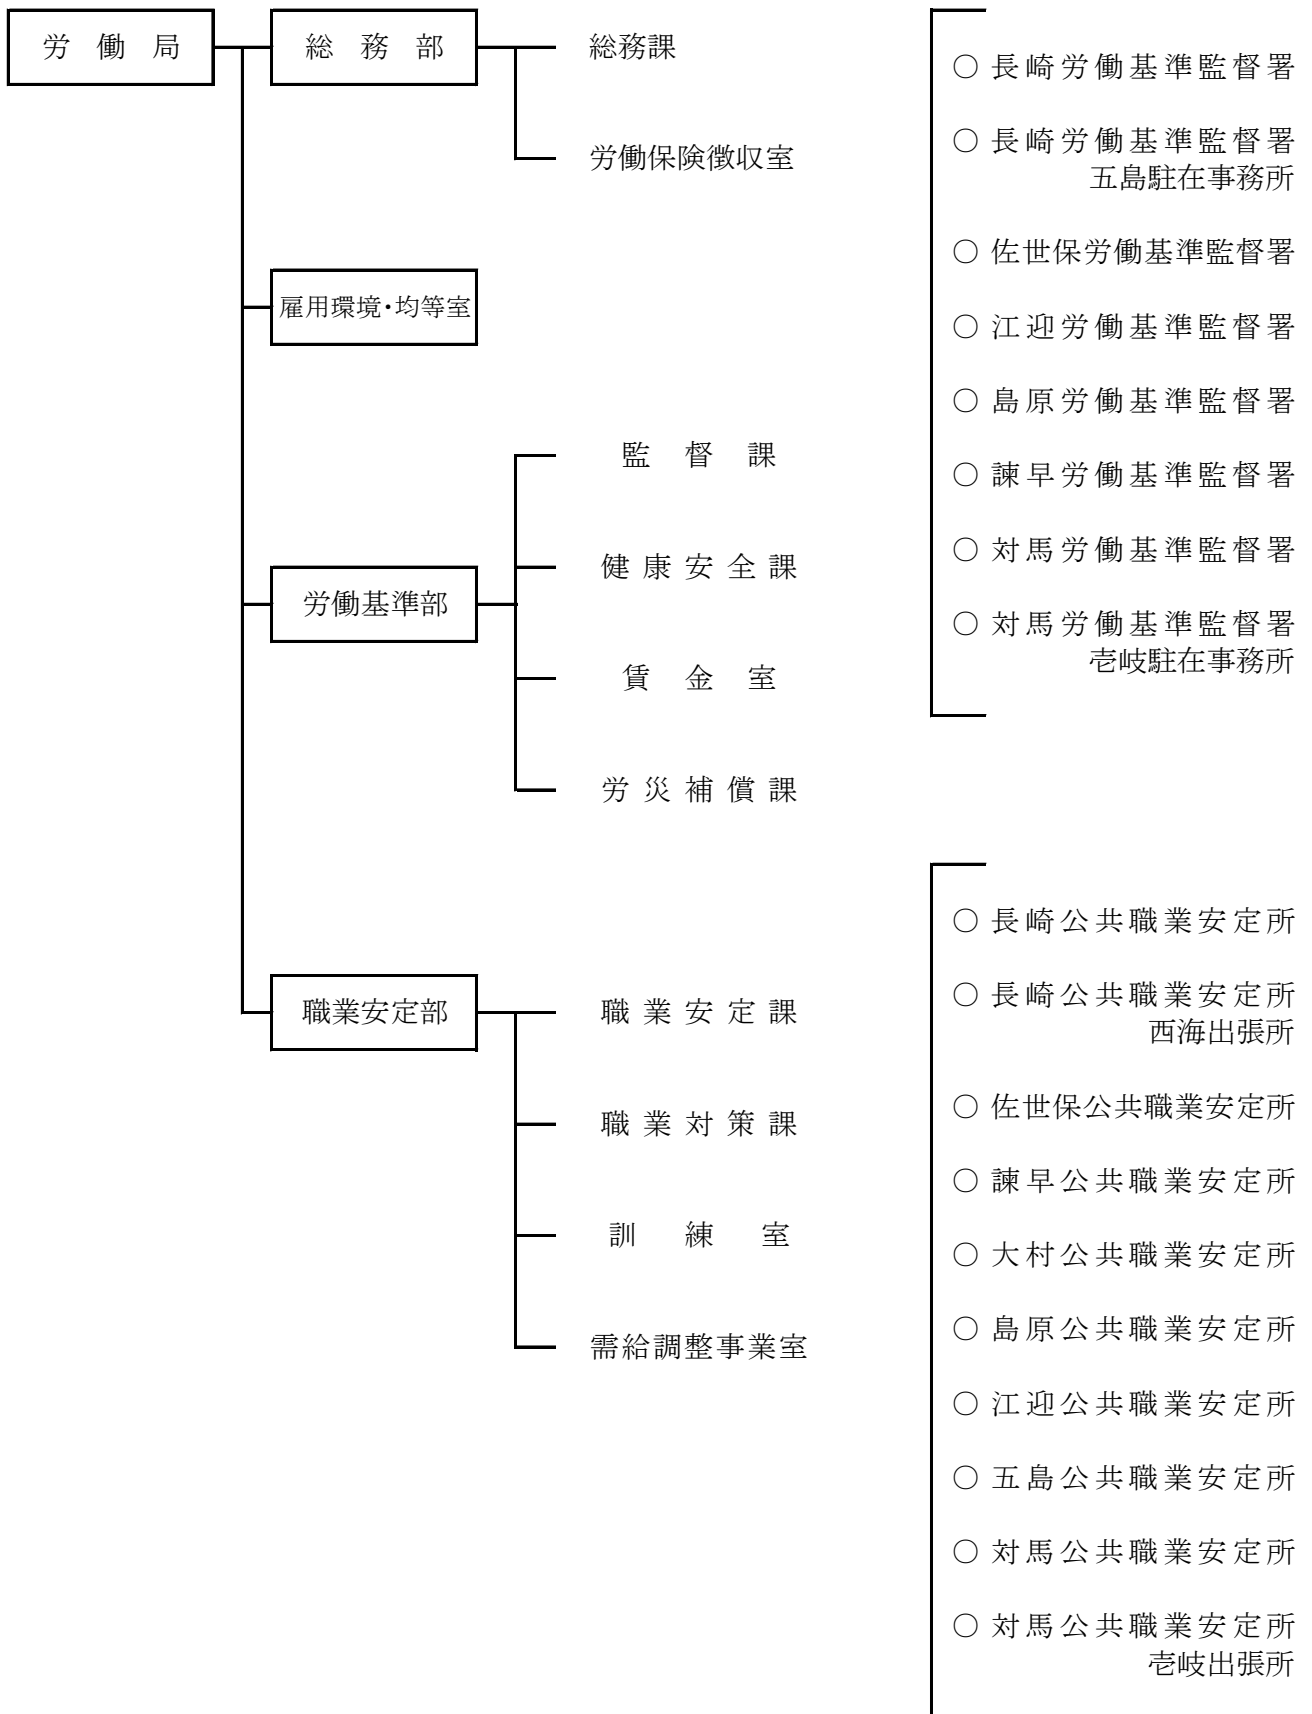 労働局
総務部
総務課
労働保険徴収室
雇用環境・均等室
労働基準部
監督課
健康安全課
賃金室
労災補償課
職業安定部
職業安定課
職業対策課
訓練室
需給調整事業室
○ 長崎労働基準監督署
○ 長崎労働基準監督署
五島駐在事務所
○ 佐世保労働基準監督署
○ 江迎労働基準監督署
○ 島原労働基準監督署
○ 諫早労働基準監督署
○ 対馬労働基準監督署
○ 対馬労働基準監督署
壱岐駐在事務所
○ 長崎公共職業安定所
○ 長崎公共職業安定所
西海出張所
○ 佐世保公共職業安定所
○ 諫早公共職業安定所
○ 大村公共職業安定所
○ 島原公共職業安定所
○ 江迎公共職業安定所
○ 五島公共職業安定所
○ 対馬公共職業安定所
○ 対馬公共職業安定所
壱岐出張所